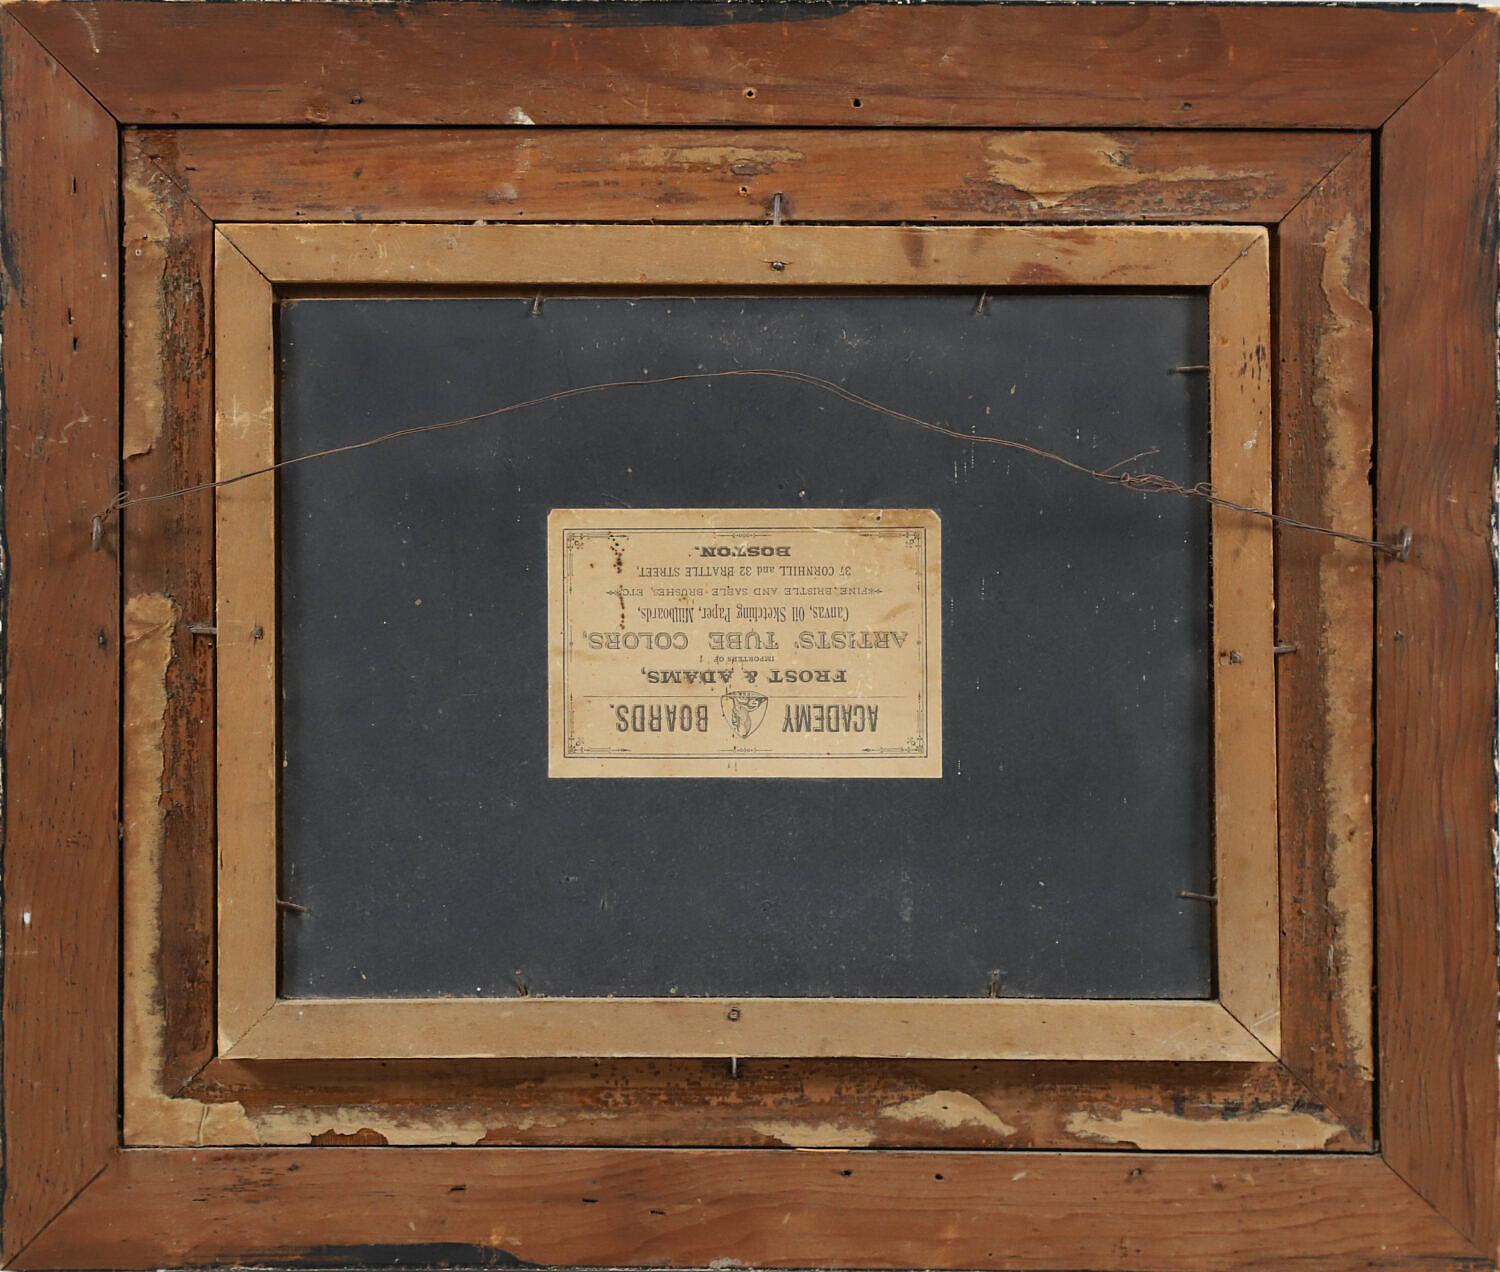 ACADEMY BOARDS.
FROST & ADAMS,
IMPORTERS OF
ARTISTS' TUBE COLORS,
Canvas, Oil Sketching Paper, Millboards,
FINE, BRISTLE AND SABLE BRUSHES, ETC.
37 CORNHILL and 32 BRATTLE STREET,
BOSTON.